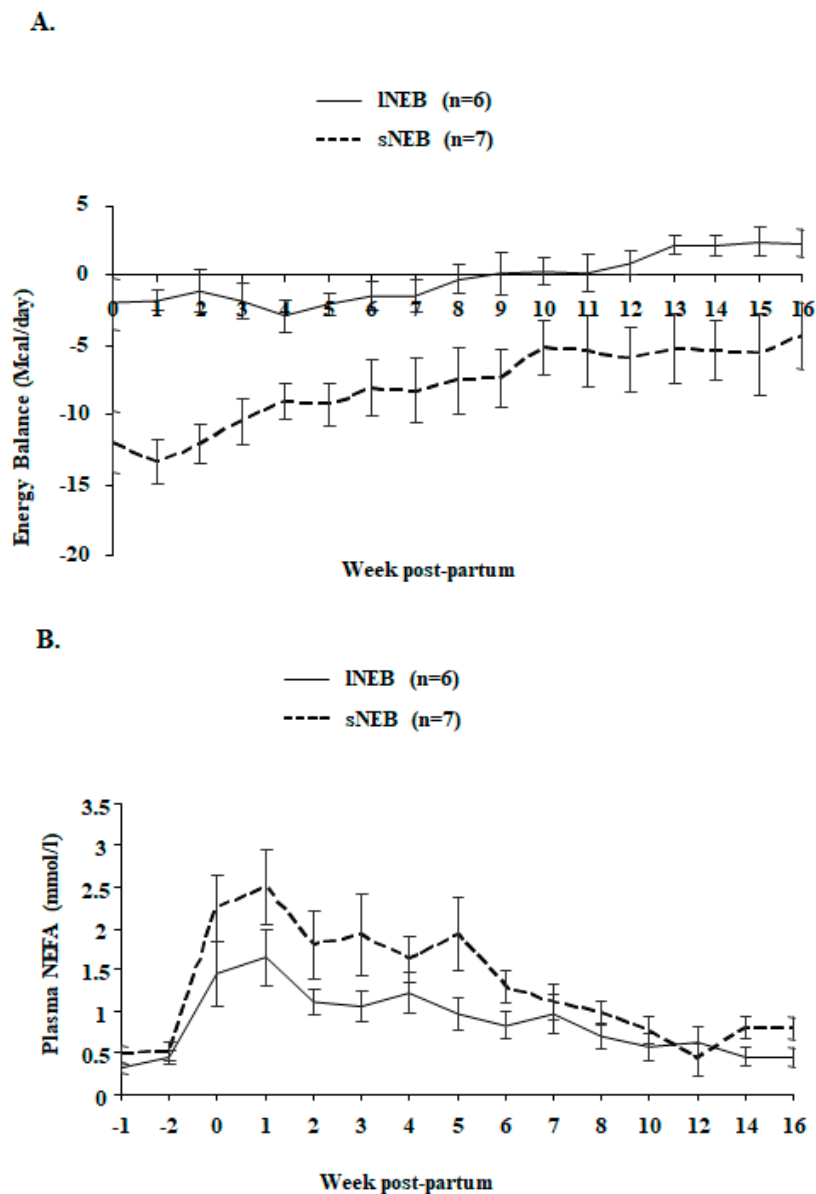 A.
lNEB (n=6)
sNEB (n=7)
5
0
-5
-10
-15
-20
Energy Balance (Mcal/day)
0 1 2 3 4 5 6 7 8 9 10 11 12 13 14 15 16
Week post-partum
B.
lNEB (n=6)
sNEB (n=7)
3.5
3
2.5
2
1.5
1
0.5
0
Plasma NEFA (mmol/l)
-1 -2 0 1 2 3 4 5 6 7 8 10 12 14 16
Week post-partum